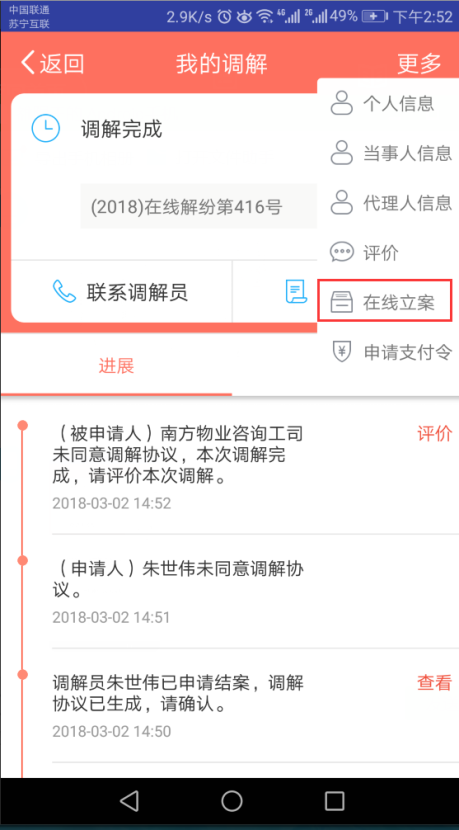 中国联通
苏宁互联
2.9K/s 4G 2G 49% 下午2:52
返回 我的调解 更多
调解完成
(2018)在线解纷第416号
联系调解员
个人信息
当事人信息
代理人信息
评价
在线立案
申请支付令
进展
（被申请人）南方物业咨询工司 评价
未同意调解协议，本次调解完
成，请评价本次调解。
2018-03-02 14:52
（申请人）朱世伟未同意调解协
议。
2018-03-02 14:51
调解员朱世伟已申请结案，调解 查看
协议已生成，请确认。
2018-03-02 14:50